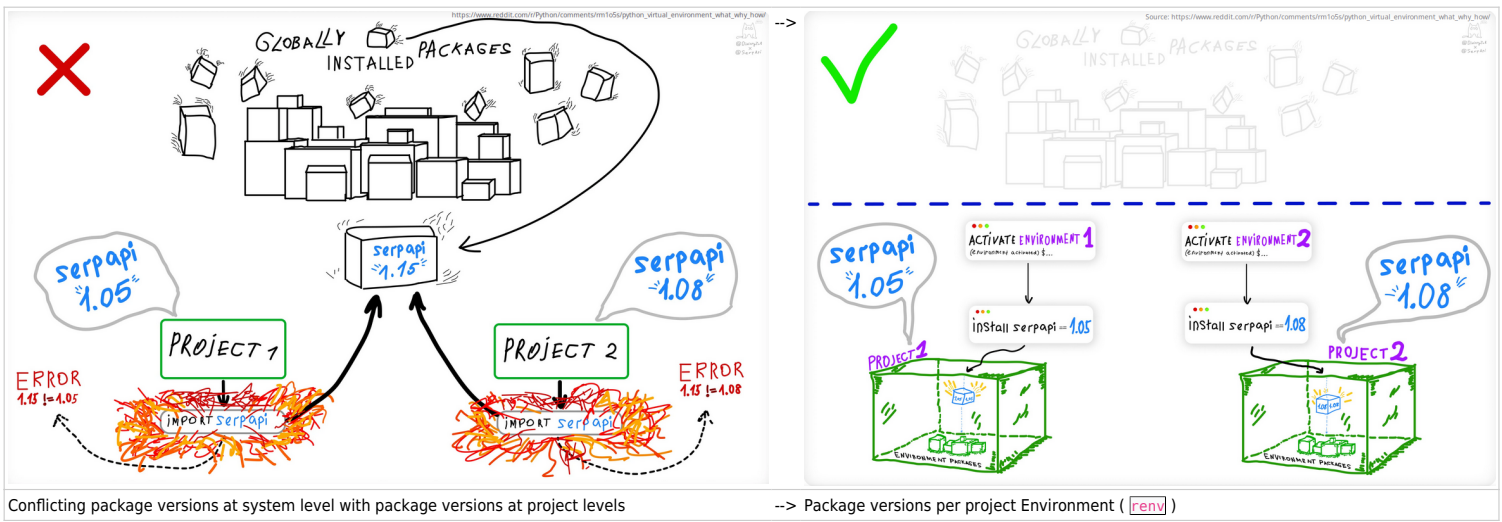 https://www.reddit.com/r/Python/comments/rm1o5s/python_virtual_environment_what_why_how/
GLOBALLY
INSTALLED
PACKAGES
serpapi
1.15
serpapi
1.05
serpapi
1.08
PROJECT 1
PROJECT 2
ERROR
1.15 != 1.05
ERROR
1.15 != 1.08
IMPORT serpapi
IMPORT serpapi
Conflicting package versions at system level with package versions at project levels
-->
Source: https://www.reddit.com/r/Python/comments/rm1o5s/python_virtual_environment_what_why_how/
GLOBALLY
INSTALLED
PACKAGES
serpapi
1.05
ACTIVATE ENVIRONMENT 1
(environment activated) $...
ACTIVATE ENVIRONMENT 2
(environment activated) $...
serpapi
1.08
install serpapi == 1.05
install serpapi == 1.08
PROJECT 1
PROJECT 2
ENVIRONMENT PACKAGES
ENVIRONMENT PACKAGES
--> Package versions per project Environment ( renv )